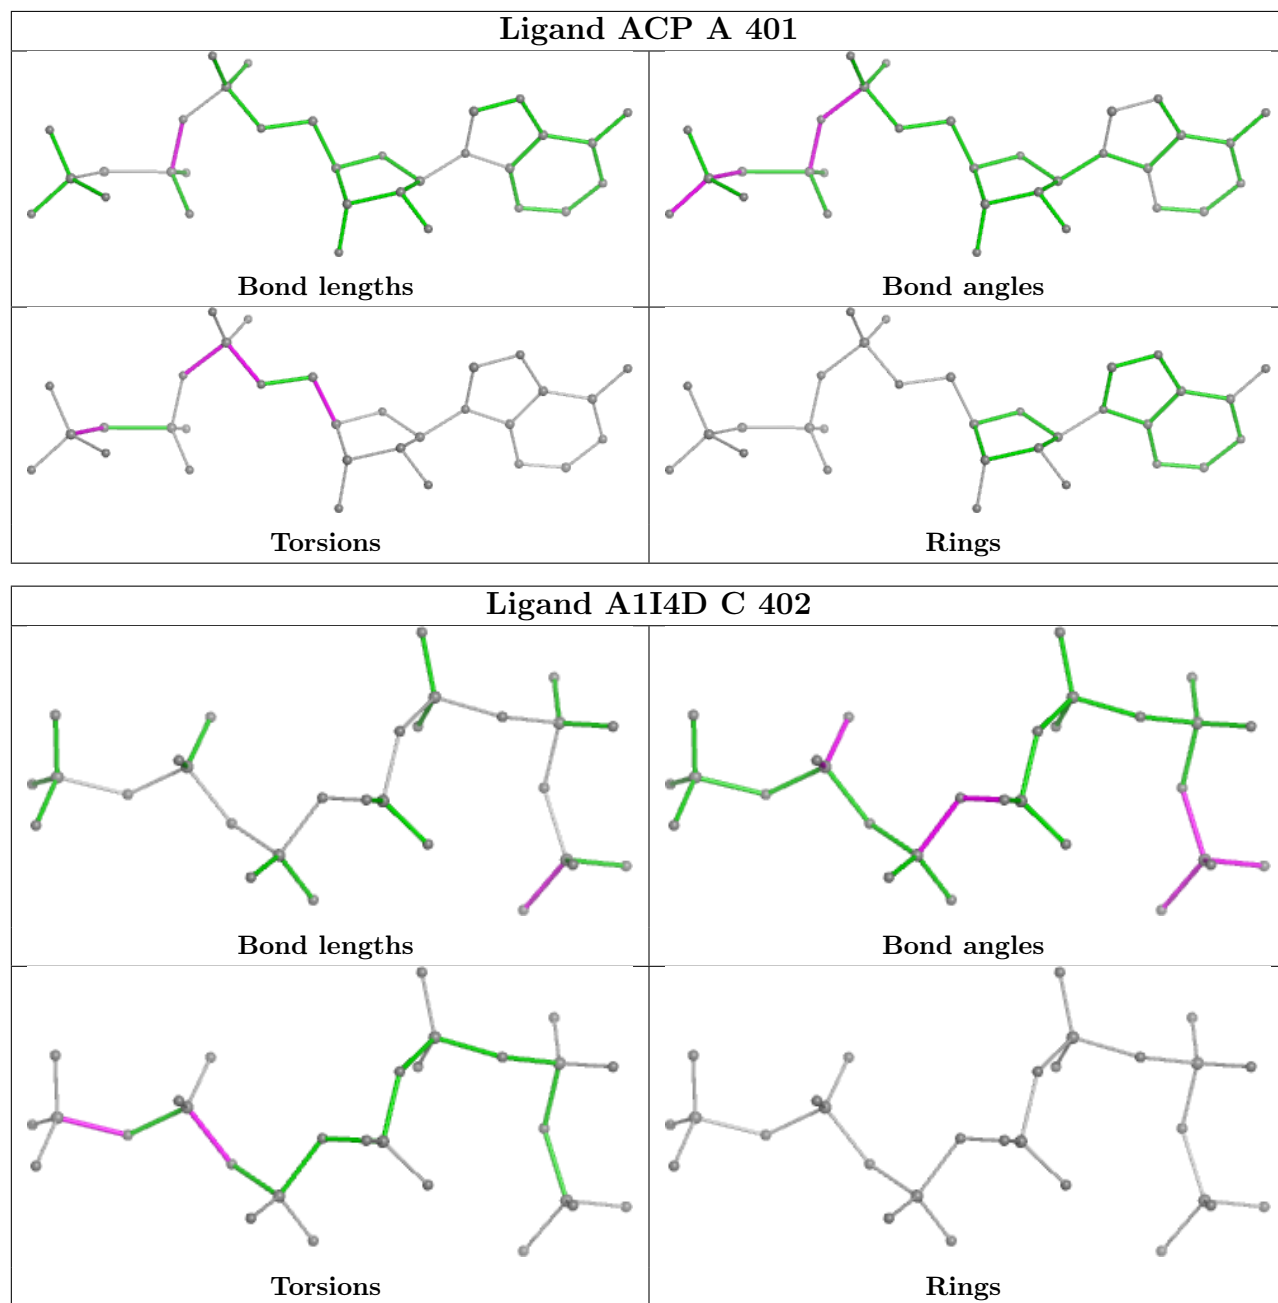 Ligand ACP A 401
Bond lengths
Bond angles
Torsions
Rings
Ligand A1I4D C 402
Bond lengths
Bond angles
Torsions
Rings